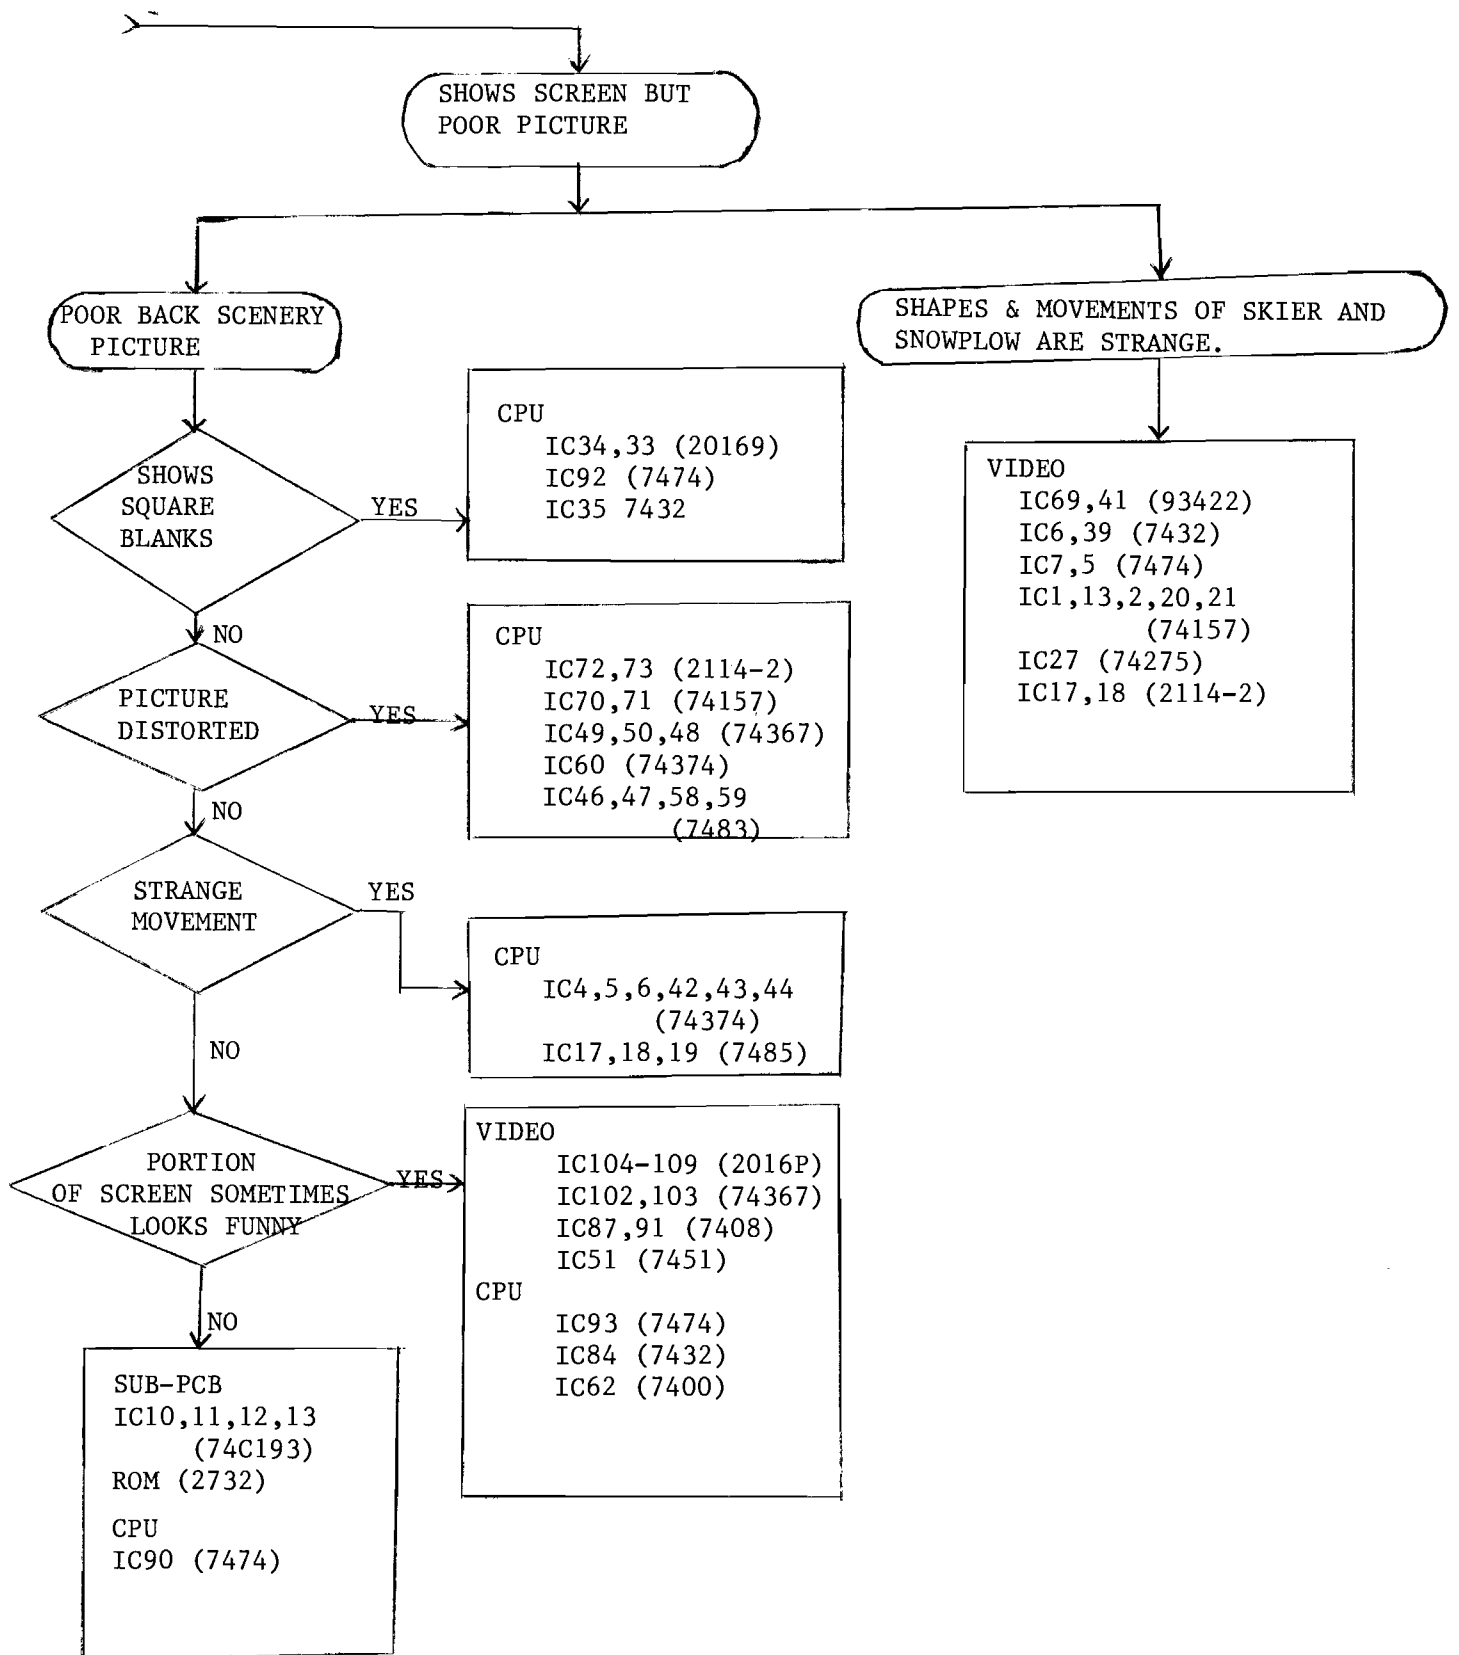 SHOWS SCREEN BUT
POOR PICTURE
POOR BACK SCENERY
PICTURE
SHAPES & MOVEMENTS OF SKIER AND
SNOWPLOW ARE STRANGE.
SHOWS
SQUARE
BLANKS
YES
CPU
IC34,33 (20169)
IC92 (7474)
IC35 7432
VIDEO
IC69,41 (93422)
IC6,39 (7432)
IC7,5 (7474)
IC1,13,2,20,21
(74157)
IC27 (74275)
IC17,18 (2114-2)
NO
PICTURE
DISTORTED
YES
CPU
IC72,73 (2114-2)
IC70,71 (74157)
IC49,50,48 (74367)
IC60 (74374)
IC46,47,58,59
(7483)
NO
STRANGE
MOVEMENT
YES
CPU
IC4,5,6,42,43,44
(74374)
IC17,18,19 (7485)
NO
PORTION
OF SCREEN SOMETIMES
LOOKS FUNNY
YES
VIDEO
IC104-109 (2016P)
IC102,103 (74367)
IC87,91 (7408)
IC51 (7451)
CPU
IC93 (7474)
IC84 (7432)
IC62 (7400)
NO
SUB-PCB
IC10,11,12,13
(74C193)
ROM (2732)
CPU
IC90 (7474)